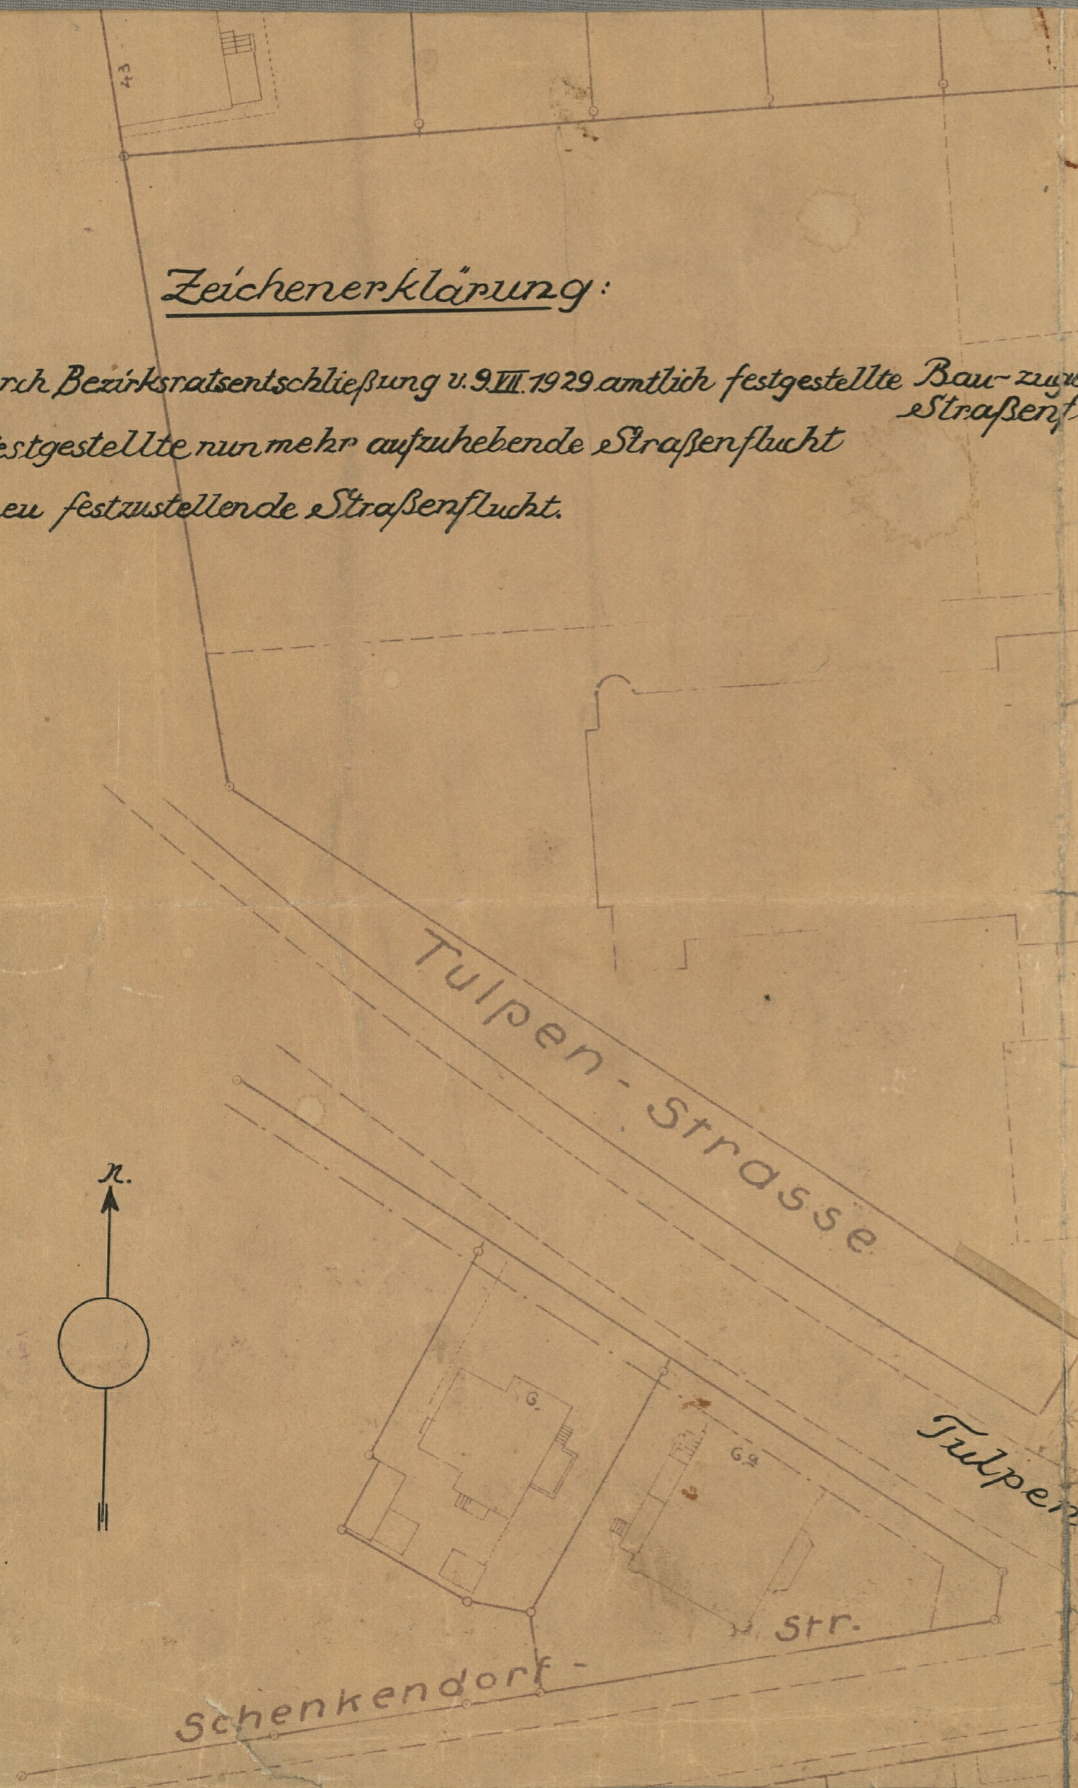 43
Zeichenerklärung:
rch Bezirksratsentschließung v. 9.VII.1929 amtlich festgestellte Bau-zug
Straßenf
estgestellte nunmehr aufzuhebende Straßenflucht
eu festzustellende Straßenflucht.
Tulpen-Strasse
n.
G.
Tulpen
Schenkendorf-
Str.